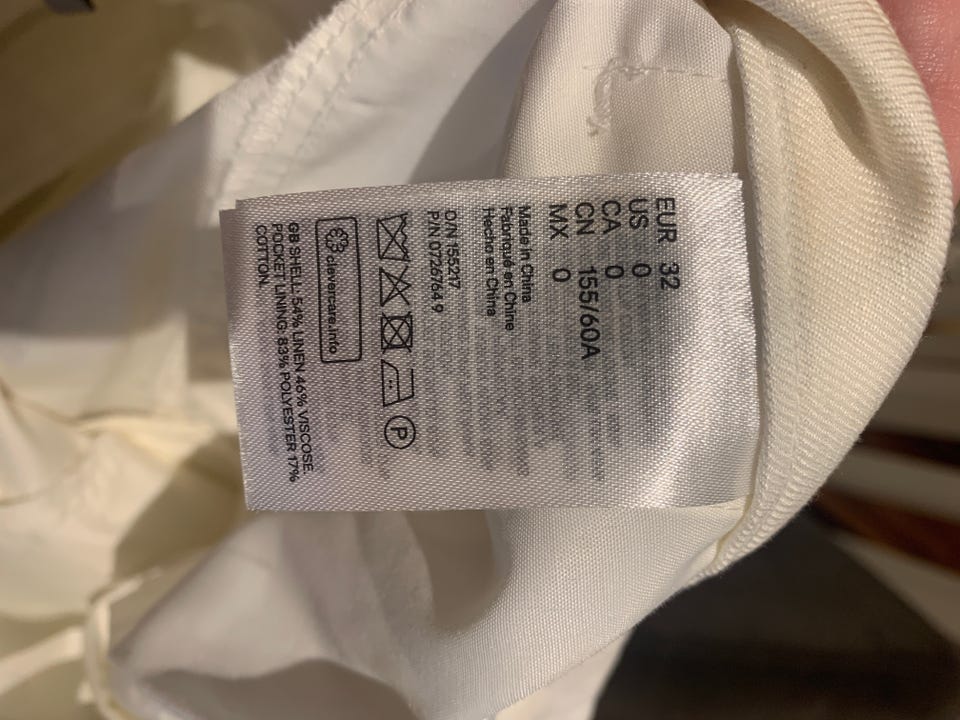 EUR 32
US 0
CA 0
CN 155/60A
MX 0
Made in China
Fabriqué en Chine
Hecho en China
D/N 155217
P/N 0726764 9
P
clevercare.info
GB SHELL: 54% LINEN 46% VISCOSE.
POCKET LINING: 83% POLYESTER 17%
COTTON.